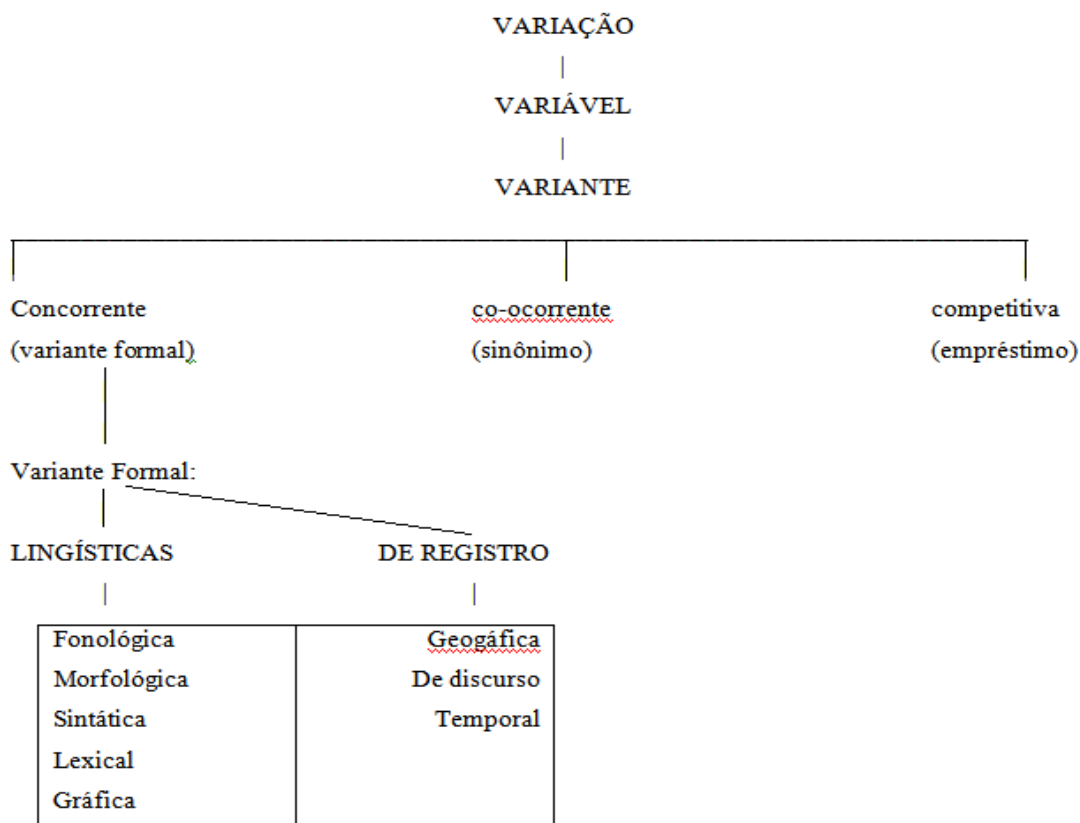 VARIAÇÃO
VARIÁVEL
VARIANTE
Concorrente co-ocorrente competitiva
(variante formal) (sinônimo) (empréstimo)
Variante Formal:
LINGÍSTICAS DE REGISTRO
Fonológica Geogáfica
Morfológica De discurso
Sintática Temporal
Lexical
Gráfica